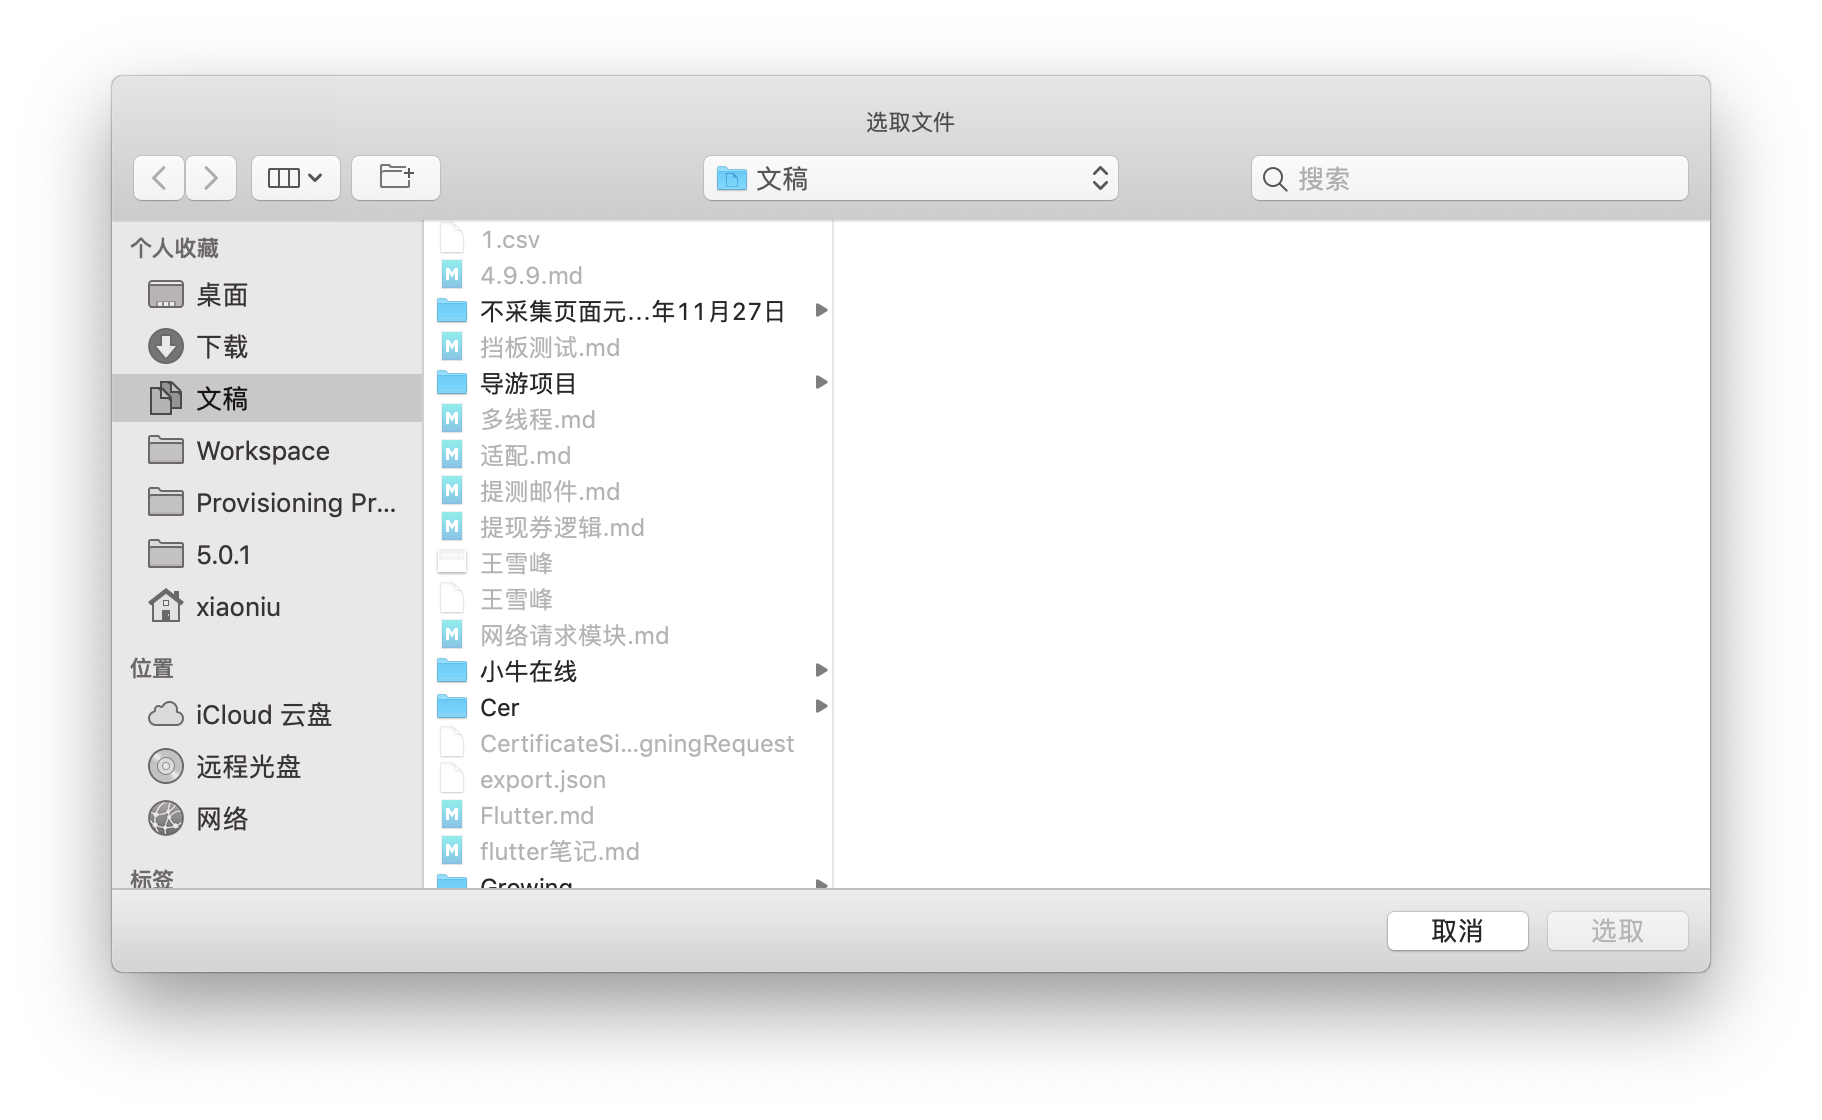 选取文件
文稿
搜索
个人收藏
桌面
下载
文稿
Workspace
Provisioning Pr...
5.0.1
xiaoniu
位置
iCloud 云盘
远程光盘
网络
标签
1.csv
4.9.9.md
不采集页面元...年11月27日
挡板测试.md
导游项目
多线程.md
适配.md
提测邮件.md
提现券逻辑.md
王雪峰
王雪峰
网络请求模块.md
小牛在线
Cer
CertificateSi...gningRequest
export.json
Flutter.md
flutter笔记.md
Growing
取消
选取